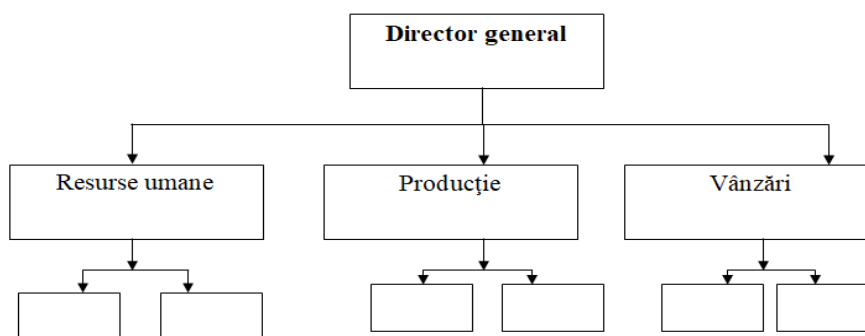 Director general
Resurse umane
Producţie
Vânzări